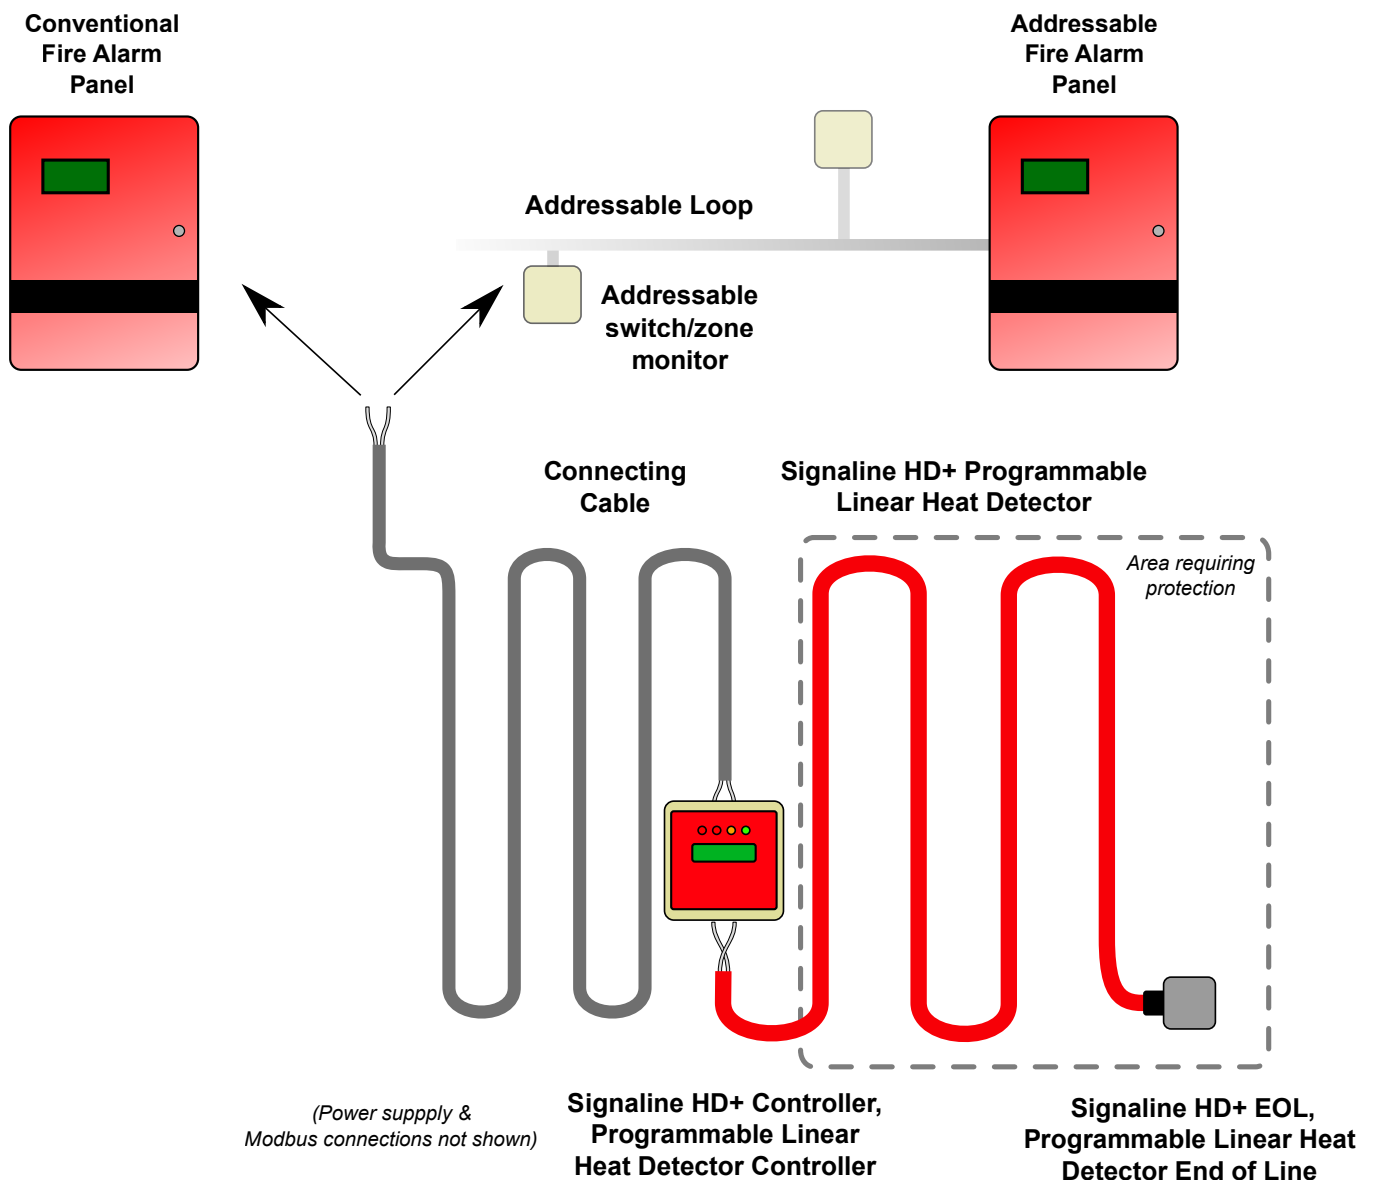 Conventional
Fire Alarm
Panel
Addressable
Fire Alarm
Panel
Addressable Loop
Addressable
switch/zone
monitor
Connecting
Cable
Signaline HD+ Programmable
Linear Heat Detector
Area requiring
protection
(Power suppply &
Modbus connections not shown)
Signaline HD+ Controller,
Programmable Linear
Heat Detector Controller
Signaline HD+ EOL,
Programmable Linear Heat
Detector End of Line